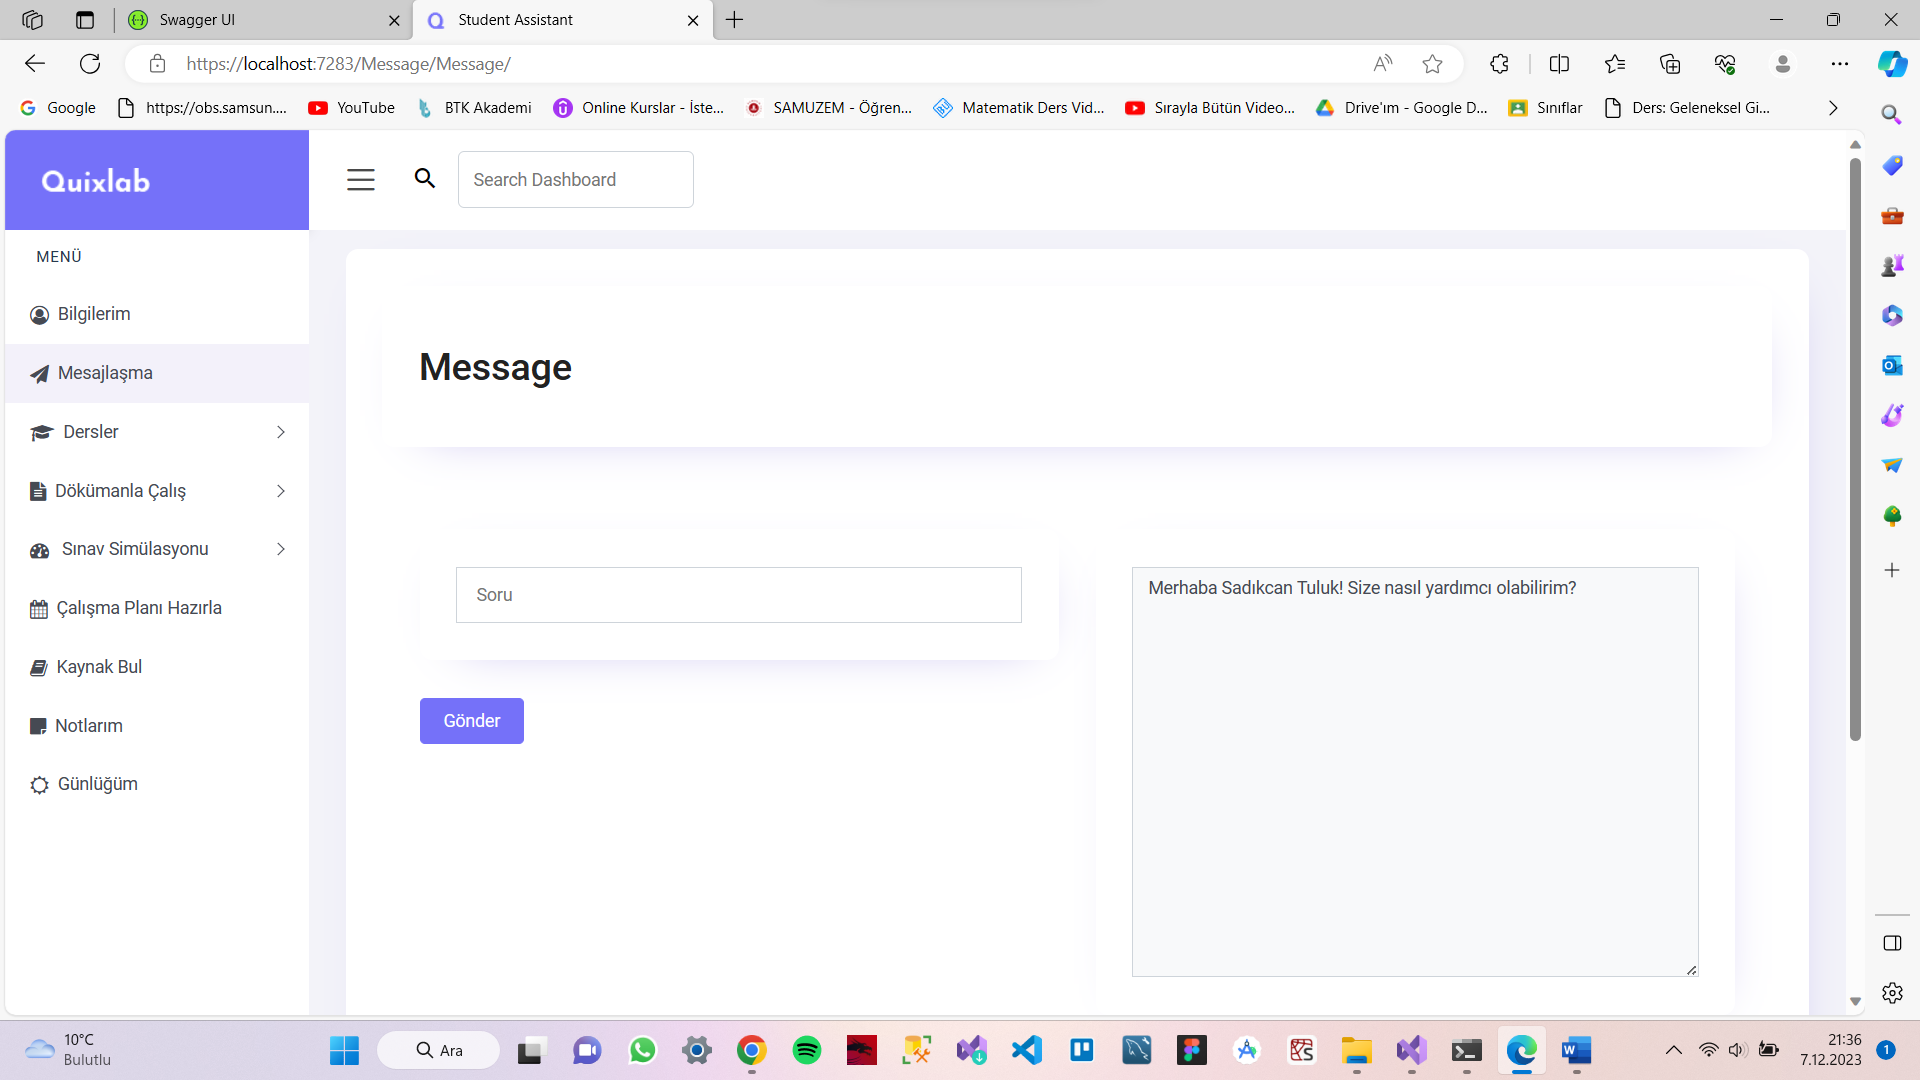 Swagger UI
Student Assistant
https://localhost:7283/Message/Message/
Google
https://obs.samsun....
YouTube
BTK Akademi
Online Kurslar - İste...
SAMUZEM - Öğren...
Matematik Ders Vid...
Sırayla Bütün Video...
Drive'ım - Google D...
Sınıflar
Ders: Geleneksel Gi...
Quixlab
Search Dashboard
MENÜ
Bilgilerim
Mesajlaşma
Dersler
Dökümanla Çalış
Sınav Simülasyonu
Çalışma Planı Hazırla
Kaynak Bul
Notlarım
Günlüğüm
Message
Soru
Gönder
Merhaba Sadıkcan Tuluk! Size nasıl yardımcı olabilirim?
10°C
Bulutlu
Ara
21:36
7.12.2023
1